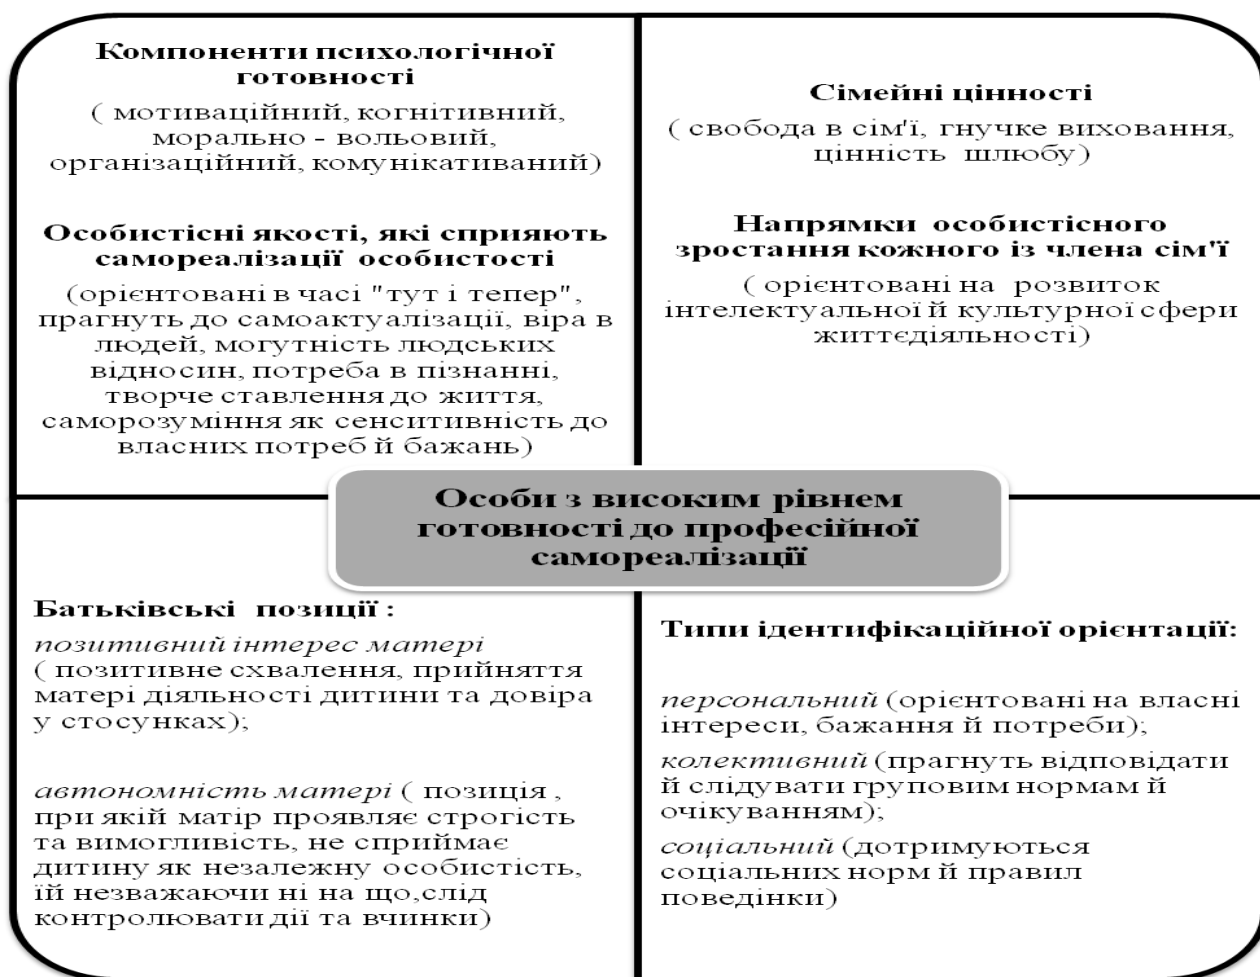 Компоненти психологічної
готовності
( мотиваційний, когнітивний,
морально - вольовий,
організаційний, комунікативаний)
Особистісні якості, які сприяють
самореалізації особистості
(орієнтовані в часі "тут і тепер",
прагнуть до самоактуалізації, віра в
людей, могутність людських
відносин, потреба в пізнанні,
творче ставлення до життя,
саморозуміння як сенситивність до
власних потреб й бажань)
Сімейні цінності
( свобода в сім'ї, гнучке виховання,
цінність шлюбу)
Напрямки особистісного
зростання кожного із члена сім'ї
( орієнтовані на розвиток
інтелектуальної й культурної сфери
життєдіяльності)
Особи з високим рівнем
готовності до професійної
самореалізації
Батьківські позиції :
позитивний інтерес матері
( позитивне схвалення, прийняття
матері діяльності дитини та довіра
у стосунках);
автономність матері ( позиція ,
при якій матір проявляє строгість
та вимогливість, не сприймає
дитину як незалежну особистість,
їй незважаючи ні на що,слід
контролювати дії та вчинки)
Типи ідентифікаційної орієнтації:
персональний (орієнтовані на власні
інтереси, бажання й потреби);
колективний (прагнуть відповідати
й слідувати груповим нормам й
очікуванням);
соціальний (дотримуються
соціальних норм й правил
поведінки)